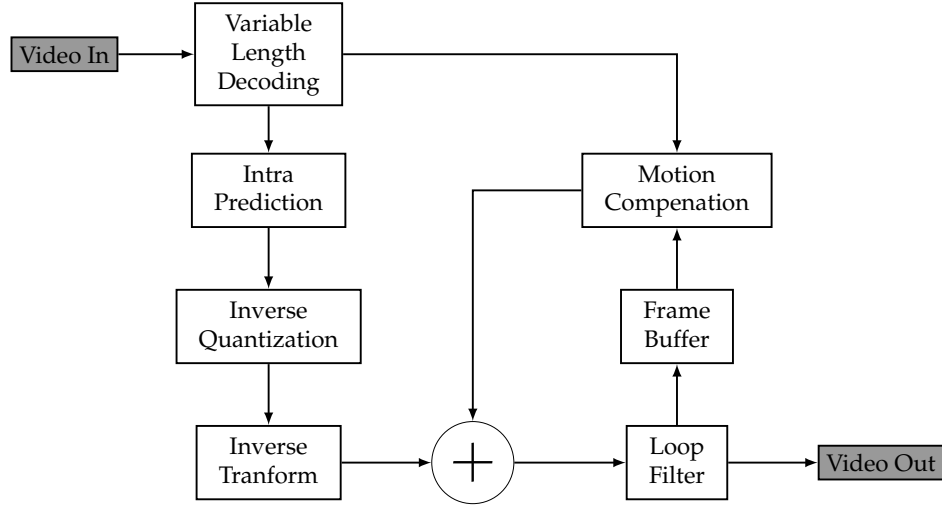 Video In
Variable
Length
Decoding
Intra
Prediction
Motion
Compenation
Inverse
Quantization
Frame
Buffer
Inverse
Tranform
+
Loop
Filter
Video Out